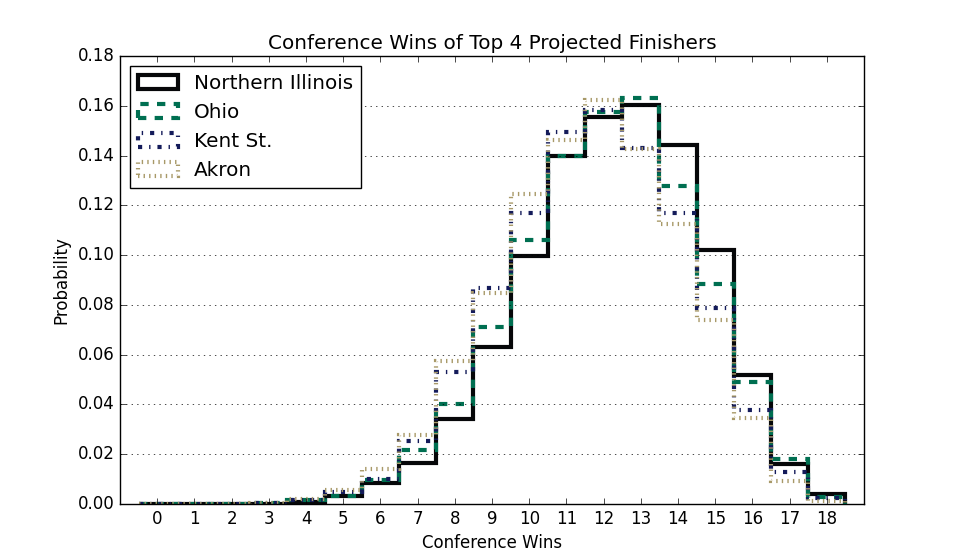 Conference Wins of Top 4 Projected Finishers
0.18
0.16
0.14
0.12
0.10
0.08
0.06
0.04
0.02
0.00
Probability
Northern Illinois
Ohio
Kent St.
Akron
0 1 2 3 4 5 6 7 8 9 10 11 12 13 14 15 16 17 18
Conference Wins